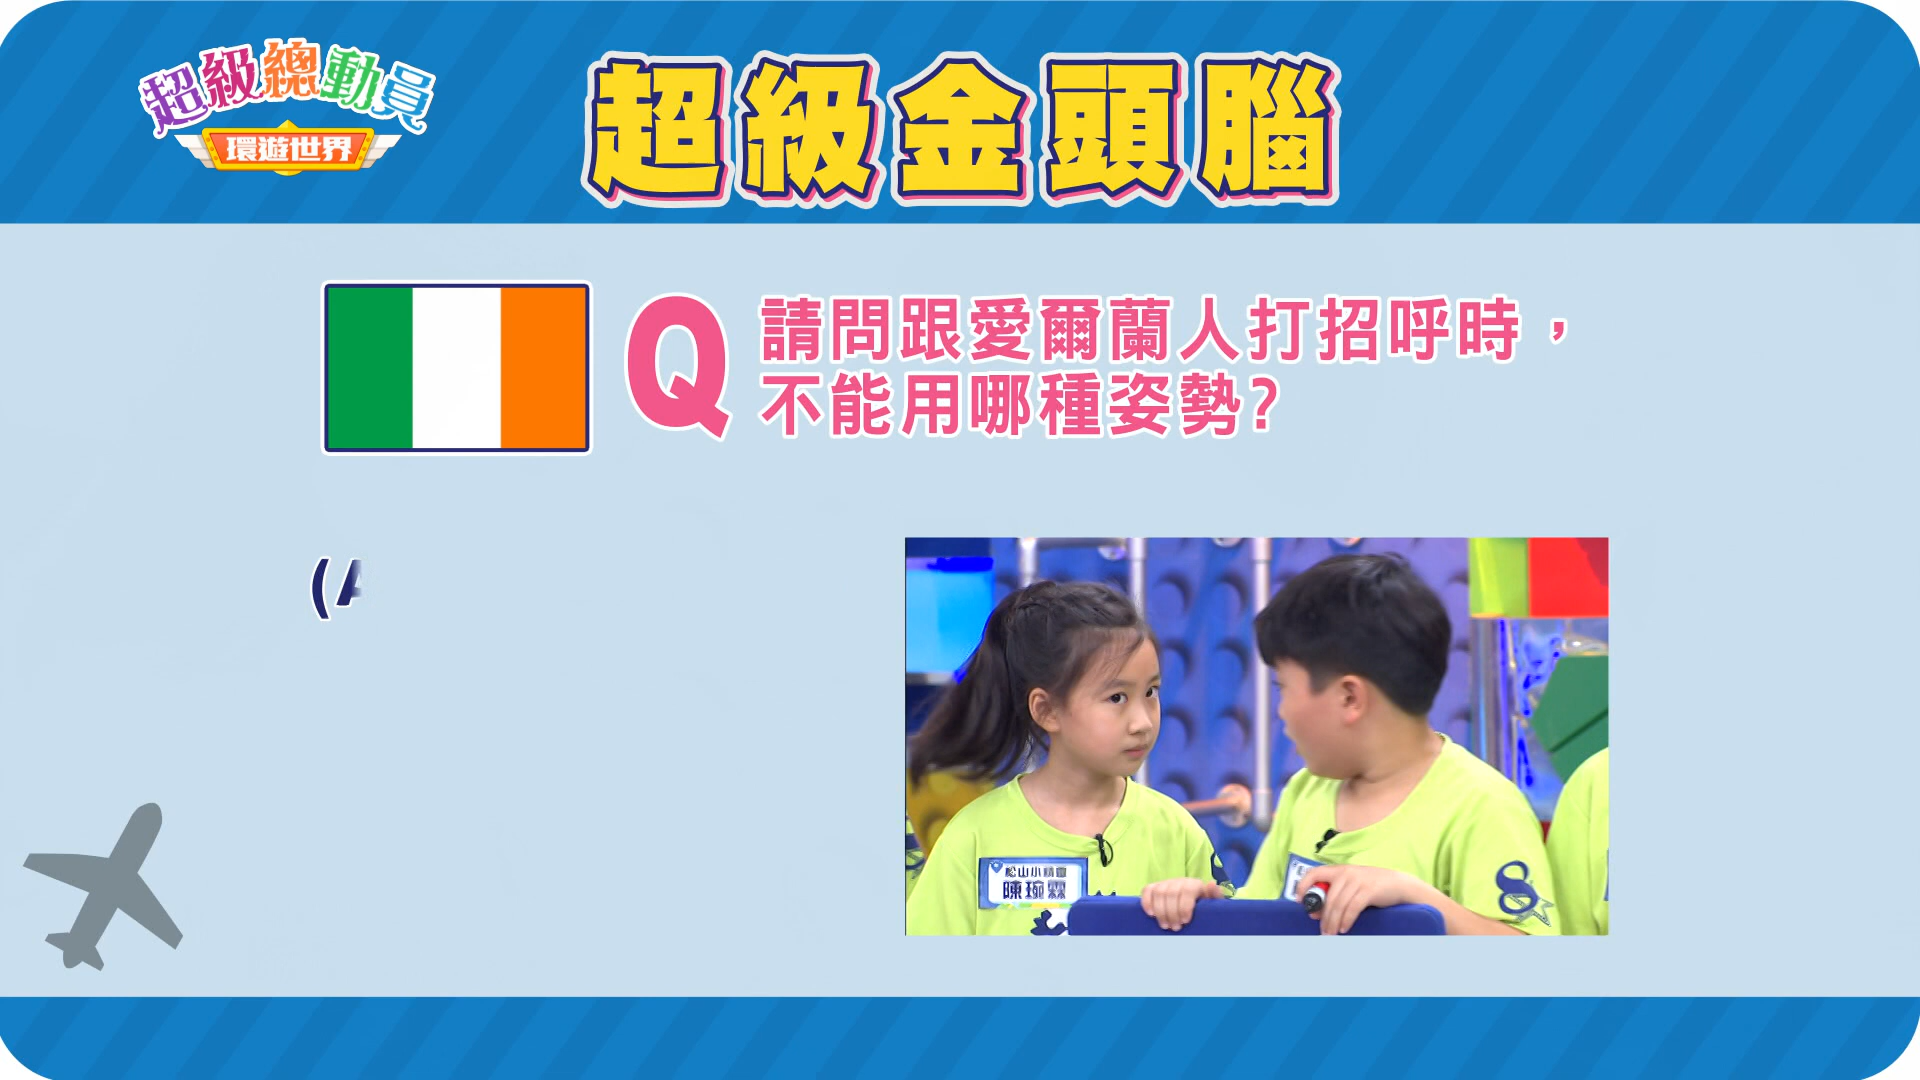 超級總動員
環遊世界
超級金頭腦
Q 請問跟愛爾蘭人打招呼時，
不能用哪種姿勢?
(A
松山小精靈
陳琬霖
8